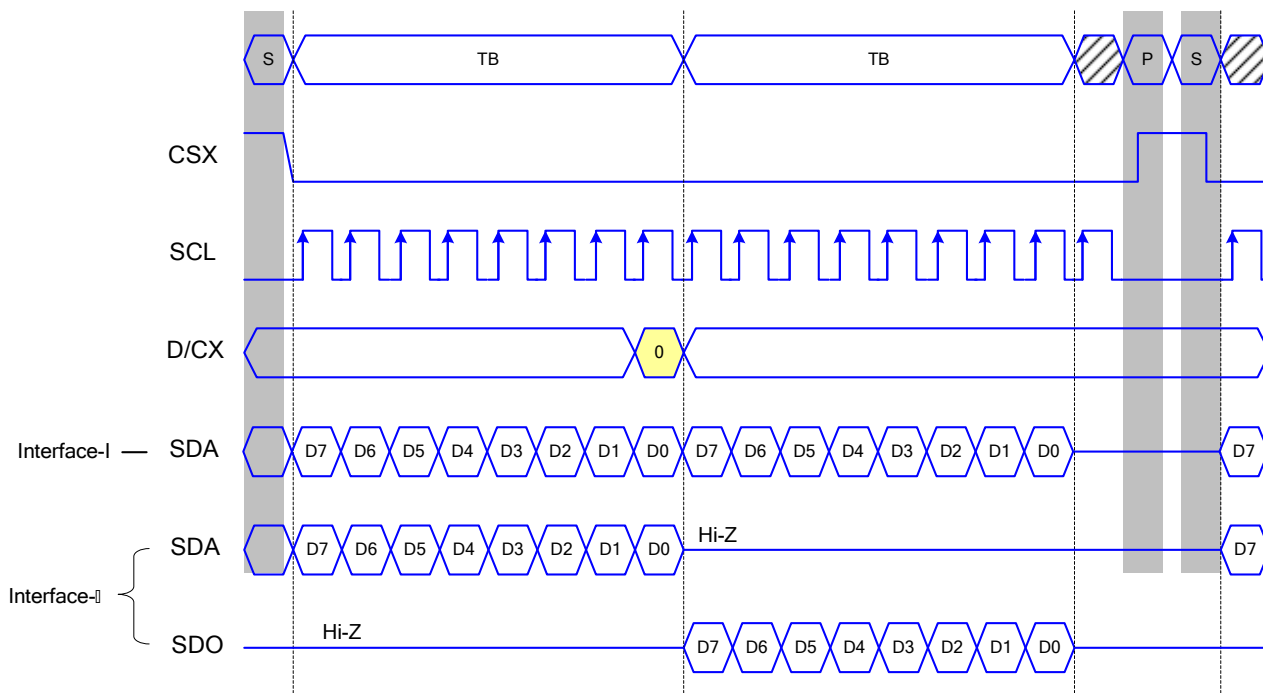 S TB TB P S
CSX
SCL
D/CX 0
Interface-I SDA D7 D6 D5 D4 D3 D2 D1 D0 D7 D6 D5 D4 D3 D2 D1 D0 D7
SDA D7 D6 D5 D4 D3 D2 D1 D0 Hi-Z D7
Interface-▯
SDO Hi-Z D7 D6 D5 D4 D3 D2 D1 D0